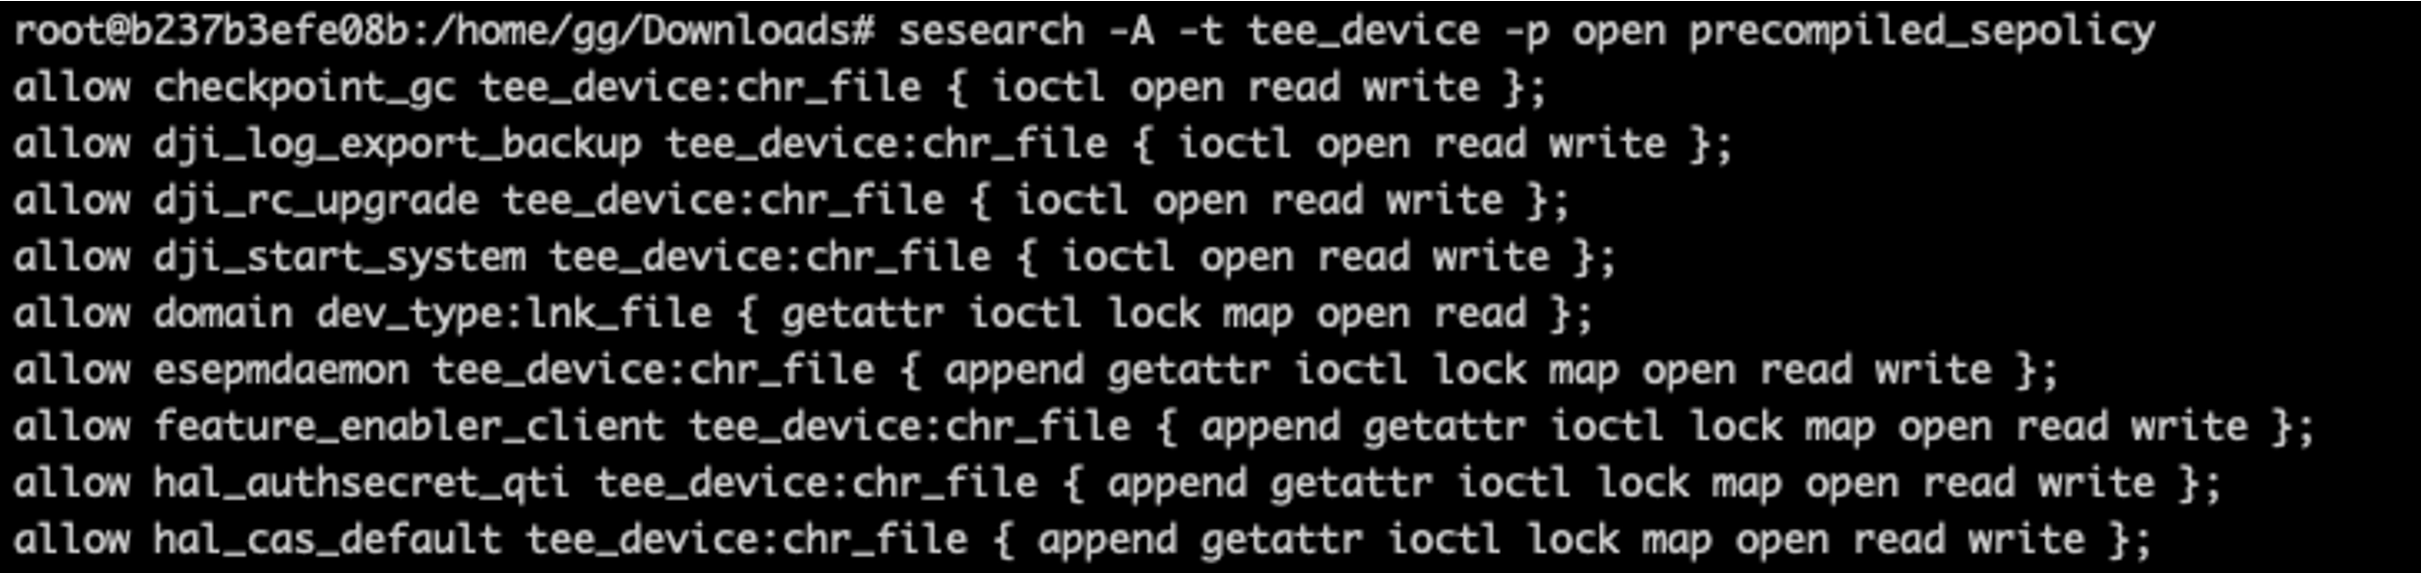 root@b237b3efe08b:/home/gg/Downloads# sesearch -A -t tee_device -p open precompiled_sepolicy
allow checkpoint_gc tee_device:chr_file { ioctl open read write };
allow dji_log_export_backup tee_device:chr_file { ioctl open read write };
allow dji_rc_upgrade tee_device:chr_file { ioctl open read write };
allow dji_start_system tee_device:chr_file { ioctl open read write };
allow domain dev_type:lnk_file { getattr ioctl lock map open read };
allow esepmdaemon tee_device:chr_file { append getattr ioctl lock map open read write };
allow feature_enabler_client tee_device:chr_file { append getattr ioctl lock map open read write };
allow hal_authsecret_qti tee_device:chr_file { append getattr ioctl lock map open read write };
allow hal_cas_default tee_device:chr_file { append getattr ioctl lock map open read write };